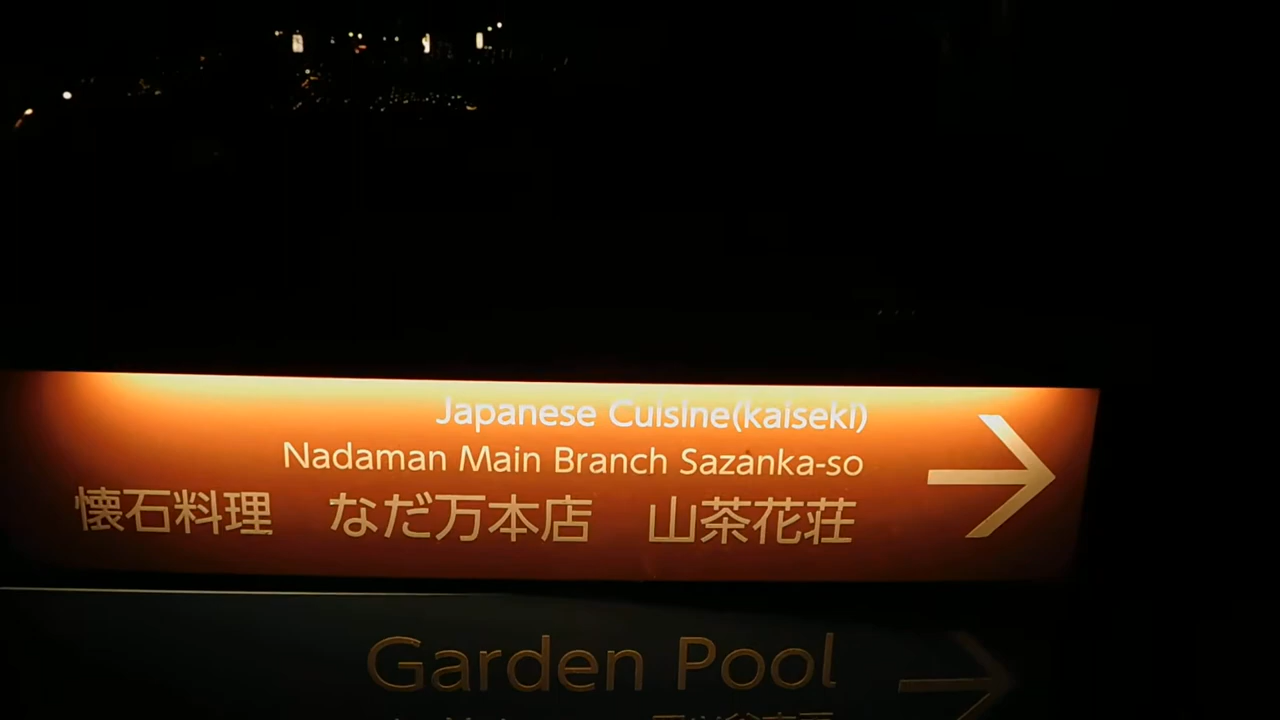 Japanese Cuisine(kaiseki)
Nadaman Main Branch Sazanka-so
懐石料理 なだ万本店 山茶花荘
Garden Pool